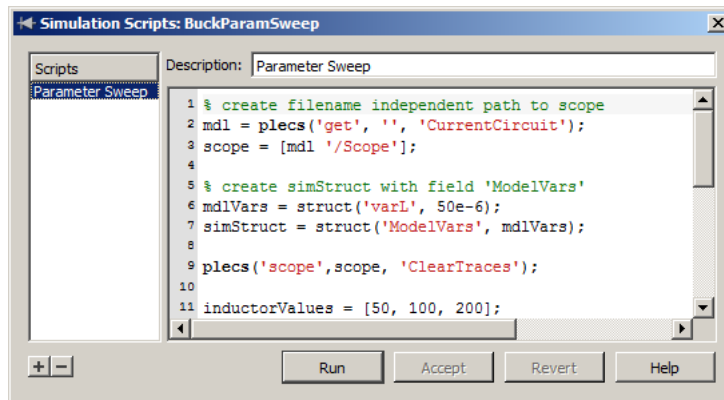 Simulation Scripts: BuckParamSweep
Scripts
Parameter Sweep
Description: Parameter Sweep
1 % create filename independent path to scope
2 mdl = plecs('get', '', 'CurrentCircuit');
3 scope = [mdl '/Scope'];
4
5 % create simStruct with field 'ModelVars'
6 mdlVars = struct('varL', 50e-6);
7 simStruct = struct('ModelVars', mdlVars);
8
9 plecs('scope',scope, 'ClearTraces');
10
11 inductorValues = [50, 100, 200];
Run Accept Revert Help